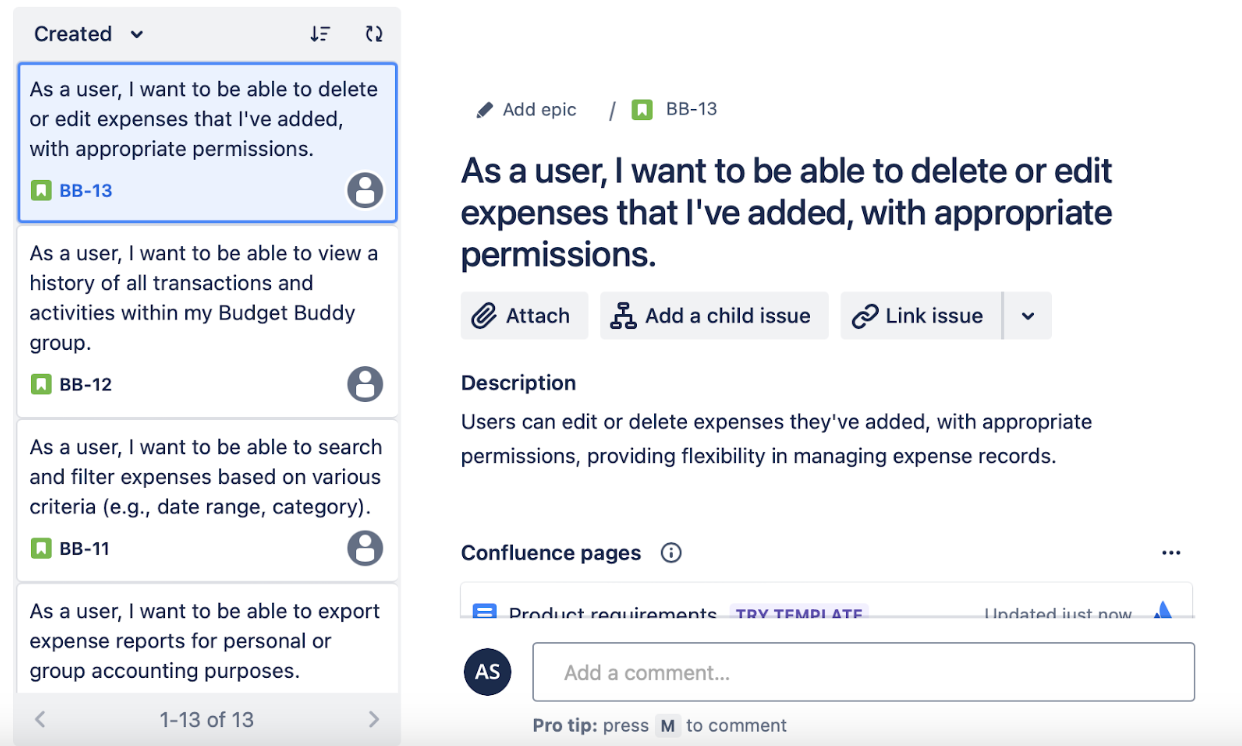 Created
As a user, I want to be able to delete
or edit expenses that I've added,
with appropriate permissions.
BB-13
As a user, I want to be able to view a
history of all transactions and
activities within my Budget Buddy
group.
BB-12
As a user, I want to be able to search
and filter expenses based on various
criteria (e.g., date range, category).
BB-11
As a user, I want to be able to export
expense reports for personal or
group accounting purposes.
1-13 of 13
Add epic / BB-13
As a user, I want to be able to delete or edit
expenses that I've added, with appropriate
permissions.
Attach Add a child issue Link issue
Description
Users can edit or delete expenses they've added, with appropriate
permissions, providing flexibility in managing expense records.
Confluence pages
Product requirements TRY TEMPLATE Updated just now
AS Add a comment...
Pro tip: press M to comment